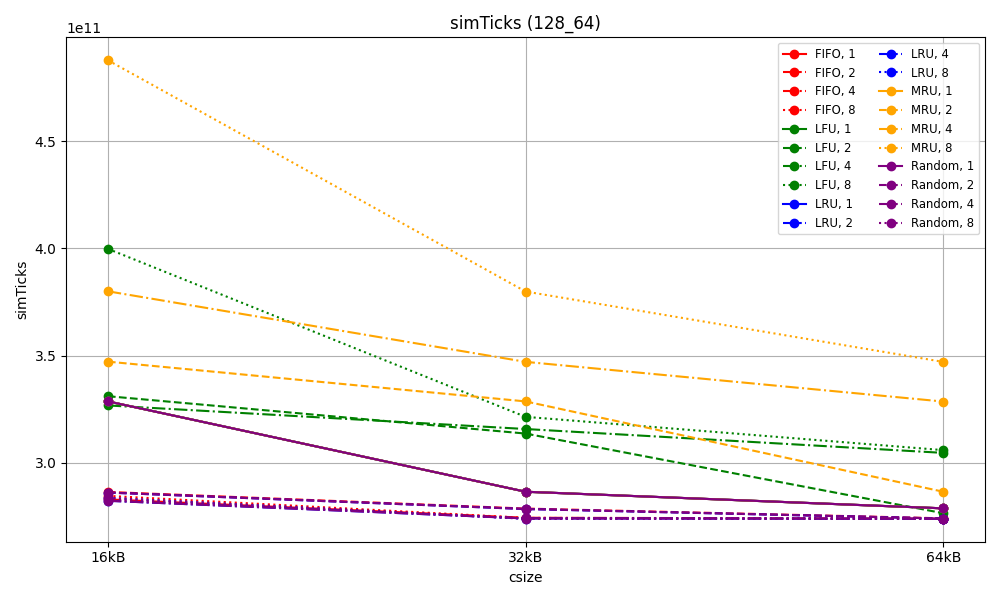 simTicks (128_64)
1e11
4.5
4.0
3.5
3.0
simTicks
16kB
32kB
64kB
csize
FIFO, 1
FIFO, 2
FIFO, 4
FIFO, 8
LFU, 1
LFU, 2
LFU, 4
LFU, 8
LRU, 1
LRU, 2
LRU, 4
LRU, 8
MRU, 1
MRU, 2
MRU, 4
MRU, 8
Random, 1
Random, 2
Random, 4
Random, 8